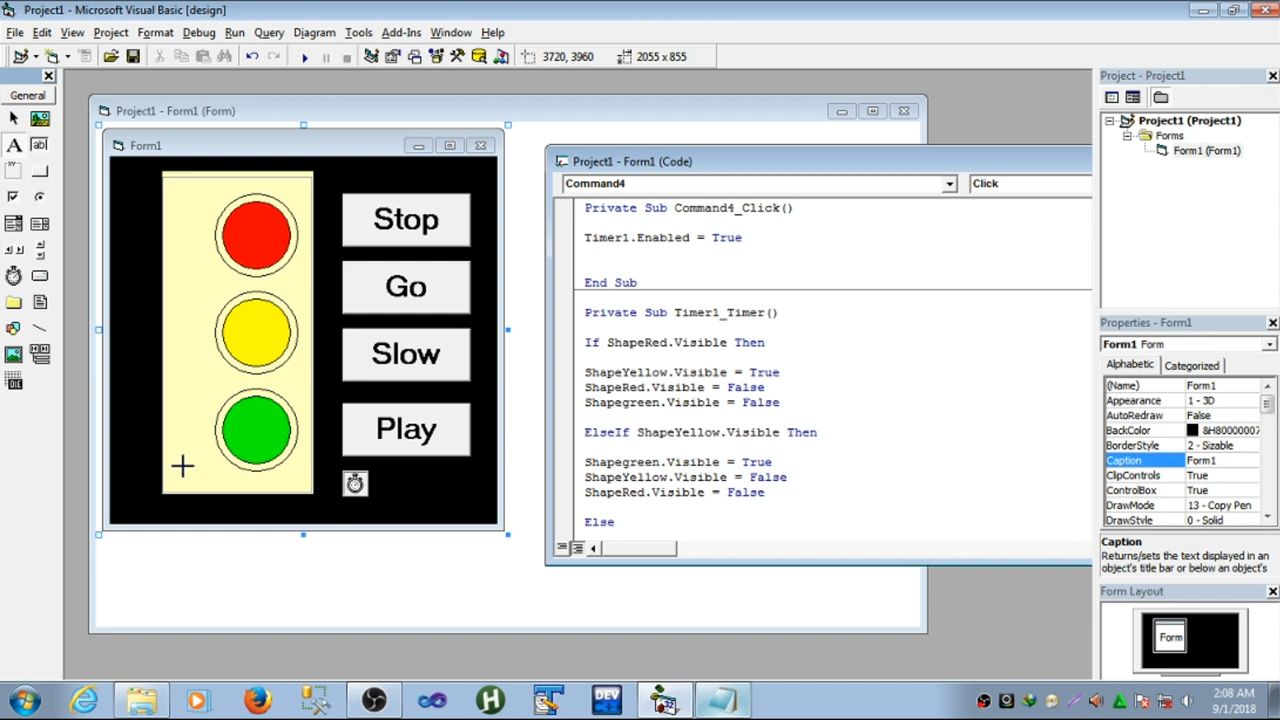 Project1 - Microsoft Visual Basic [design]
File Edit View Project Format Debug Run Query Diagram Tools Add-Ins Window Help
3720, 3960 2055 x 855
General
Project1 - Form1 (Form)
Form1
Stop
Go
Slow
Play
Project1 - Form1 (Code)
Command4 Click
Private Sub Command4_Click()
Timer1.Enabled = True
End Sub
Private Sub Timer1_Timer()
If ShapeRed.Visible Then
ShapeYellow.Visible = True
ShapeRed.Visible = False
Shapegreen.Visible = False
ElseIf ShapeYellow.Visible Then
Shapegreen.Visible = True
ShapeYellow.Visible = False
ShapeRed.Visible = False
Else
Project - Project1
Project1 (Project1)
Forms
Form1 (Form1)
Properties - Form1
Form1 Form
Alphabetic Categorized
(Name) Form1
Appearance 1 - 3D
AutoRedraw False
BackColor &H80000007
BorderStyle 2 - Sizable
Caption Form1
ClipControls True
ControlBox True
DrawMode 13 - Copy Pen
DrawStyle 0 - Solid
Caption
Returns/sets the text displayed in an
object's title bar or below an object's
Form Layout
Form
DEV
2:08 AM
9/1/2018